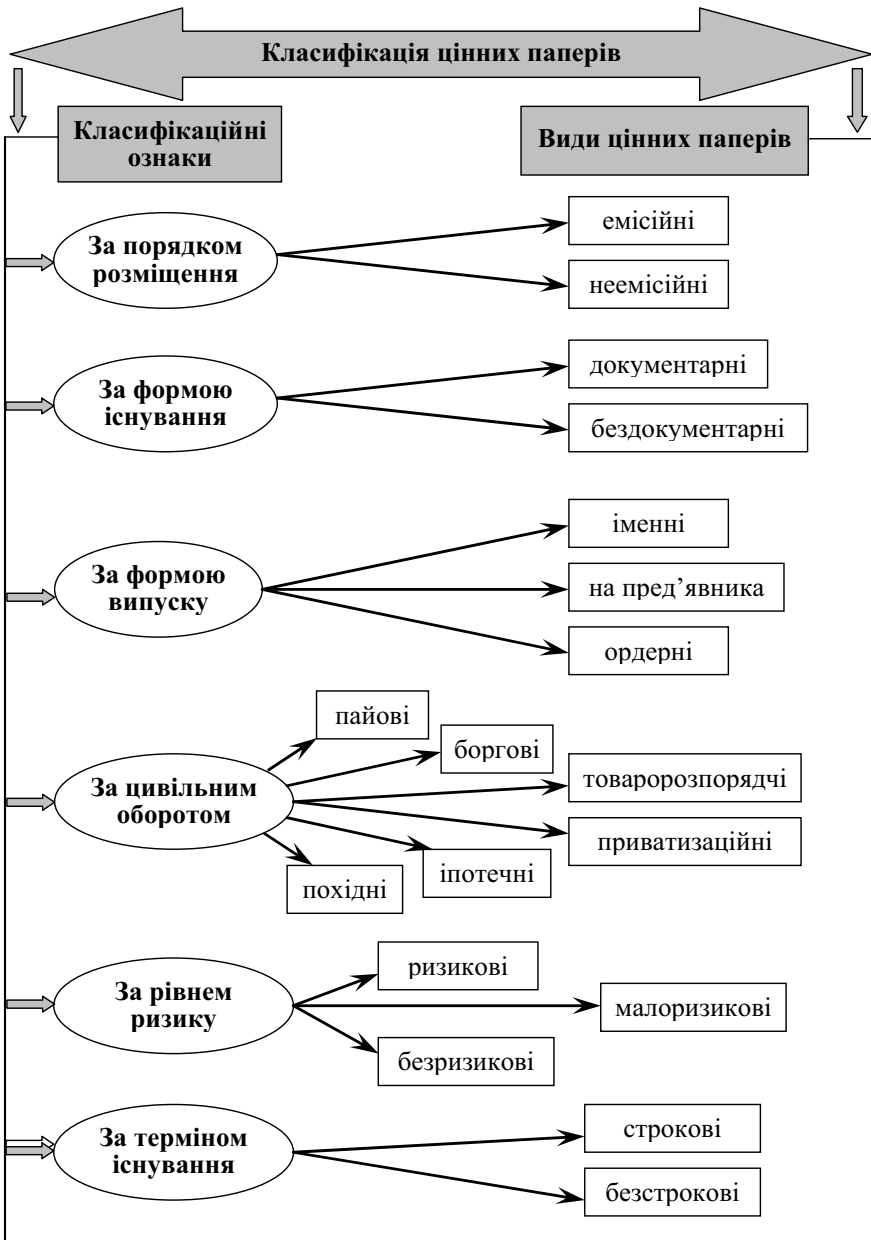 Класифікація цінних паперів
Класифікаційні
ознаки
Види цінних паперів
За порядком
розміщення
емісійні
неемісійні
За формою
існування
документарні
бездокументарні
За формою
випуску
іменні
на пред’явника
ордерні
За цивільним
оборотом
пайові
боргові
товаророзпорядчі
приватизаційні
іпотечні
похідні
За рівнем
ризику
ризикові
малоризикові
безризикові
За терміном
існування
строкові
безстрокові